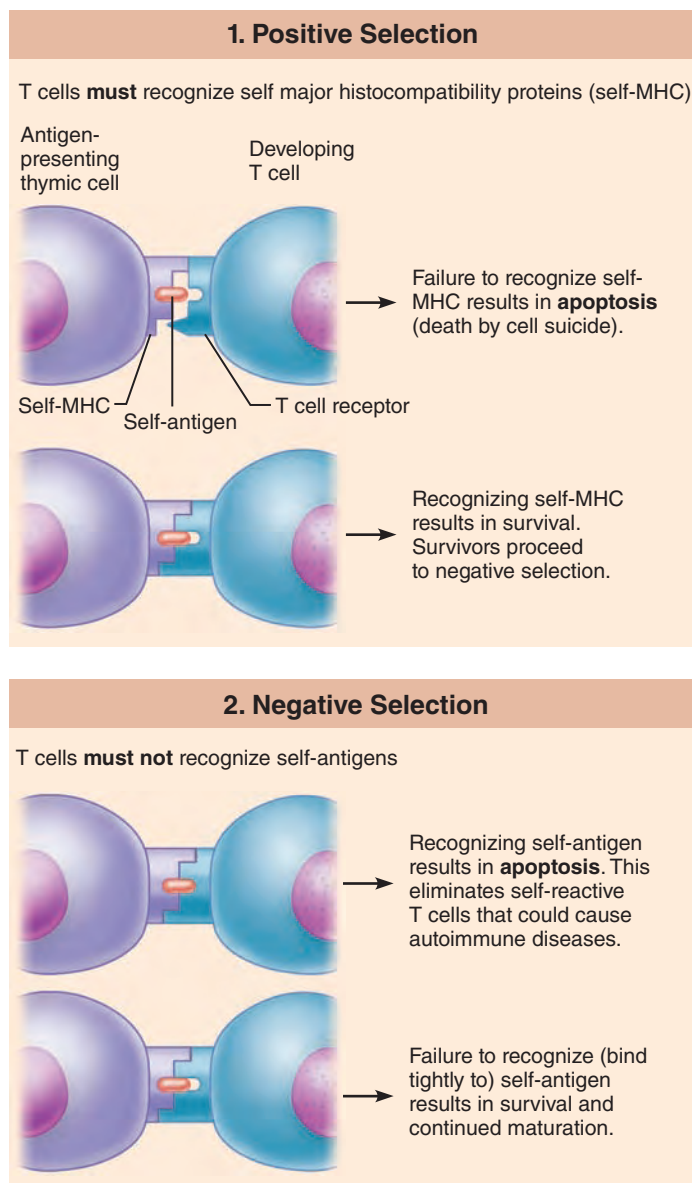 1. Positive Selection
T cells must recognize self major histocompatibility proteins (self-MHC)
Antigen-
presenting
thymic cell
Developing
T cell
Failure to recognize self-
MHC results in apoptosis
(death by cell suicide).
Self-MHC
Self-antigen
T cell receptor
Recognizing self-MHC
results in survival.
Survivors proceed
to negative selection.
2. Negative Selection
T cells must not recognize self-antigens
Recognizing self-antigen
results in apoptosis. This
eliminates self-reactive
T cells that could cause
autoimmune diseases.
Failure to recognize (bind
tightly to) self-antigen
results in survival and
continued maturation.